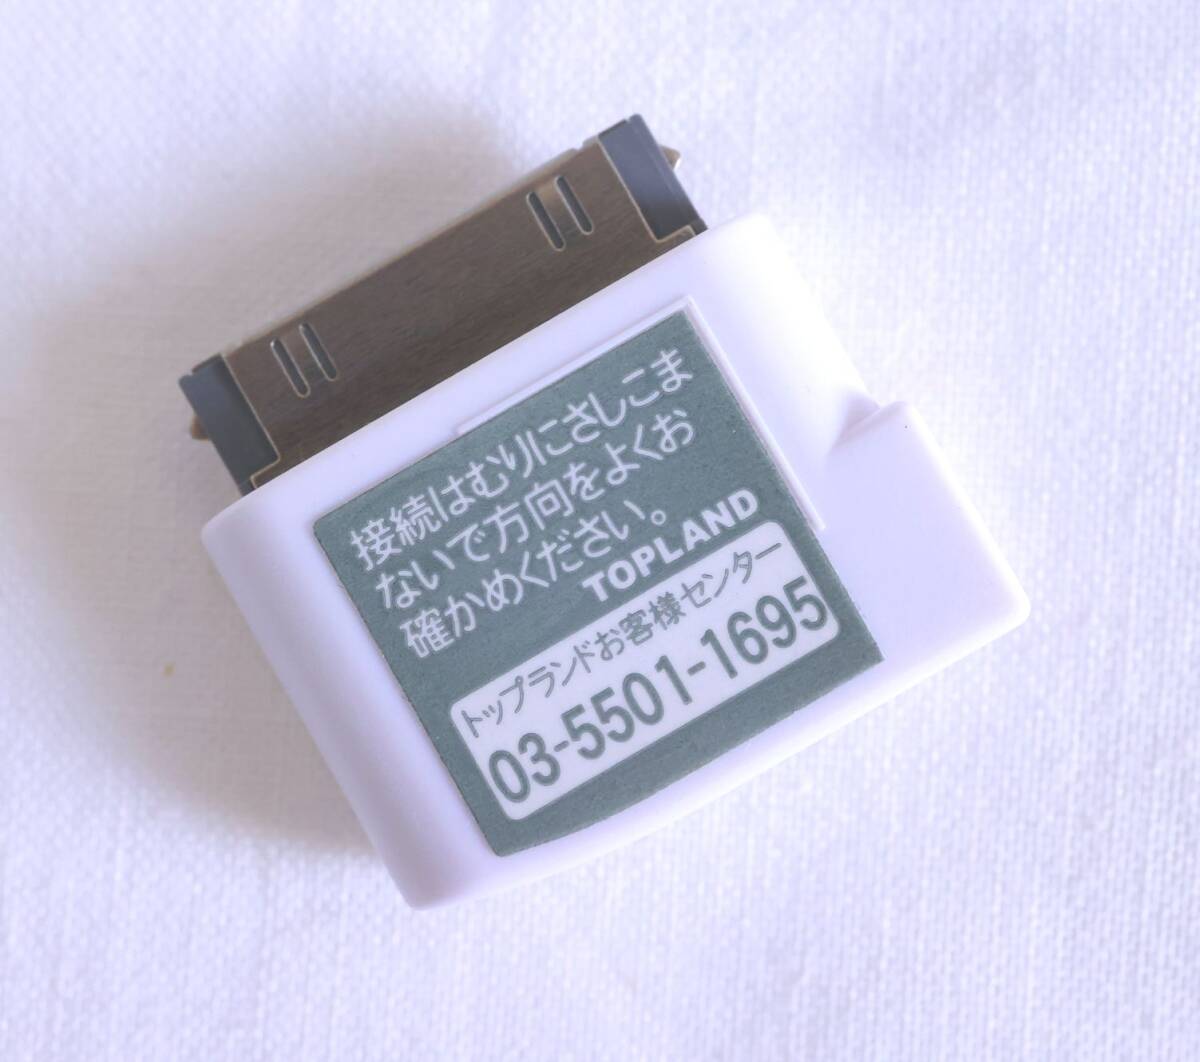 接続はむりにさしこま
ないで方向をよくお
確かめください。
TOPLAND
トップランドお客様センター
03-5501-1695